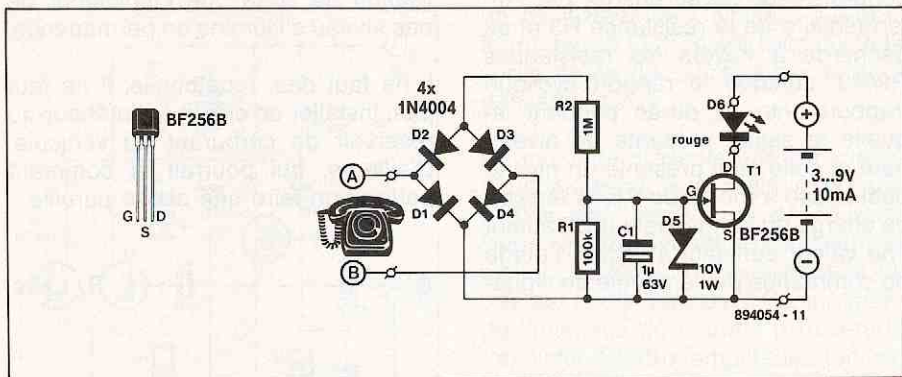 BF256B
G D
S
4x
1N4004
D2
D3
D1
D4
A
B
R2
1M
R1
100k
C1
1µ
63V
D5
10V
1W
D6
rouge
D
T1
G
S
BF256B
+
3...9V
10mA
−
894054 - 11